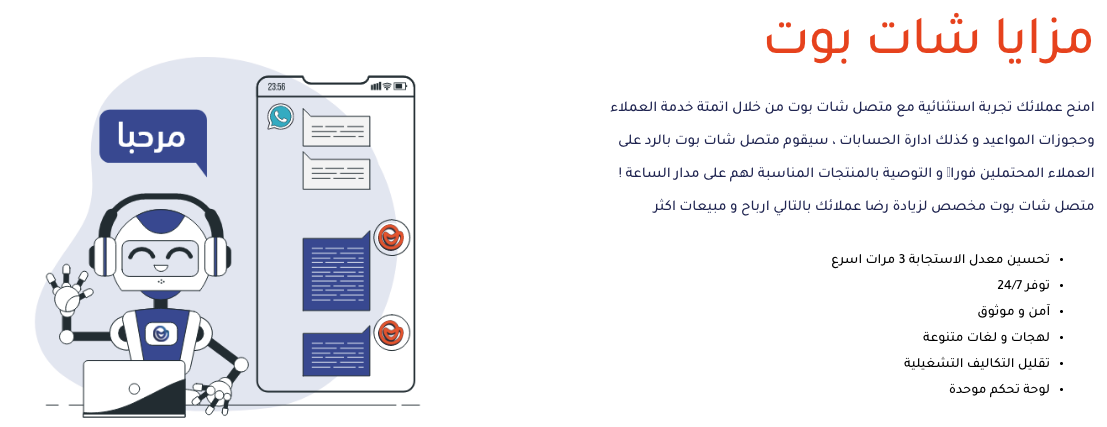 مزايا شات بوت
امنح عملائك تجربة استثنائية مع متصل شات بوت من خلال اتمتة خدمة العملاء
وحجوزات المواعيد و كذلك ادارة الحسابات ، سيقوم متصل شات بوت بالرد على
العملاء المحتملين فورا و التوصية بالمنتجات المناسبة لهم على مدار الساعة !
متصل شات بوت مخصص لزيادة رضا عملائك بالتالي ارباح و مبيعات اكثر
• تحسين معدل الاستجابة 3 مرات اسرع
• توفر 24/7
• آمن و موثوق
• لهجات و لغات متنوعة
• تقليل التكاليف التشغيلية
• لوحة تحكم موحدة
23:56
مرحبا